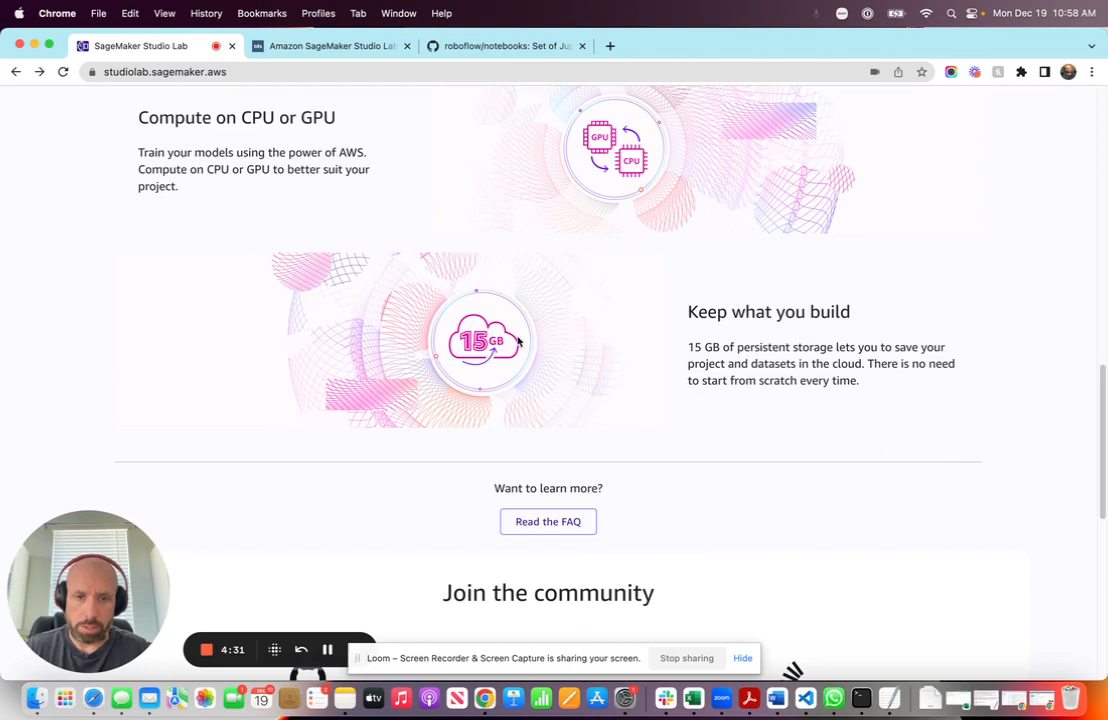 Chrome File Edit View History Bookmarks Profiles Tab Window Help Mon Dec 19 10:58 AM
SageMaker Studio Lab Amazon SageMaker Studio La roboflow/notebooks: Set of Ju
studiolab.sagemaker.aws
Compute on CPU or GPU
Train your models using the power of AWS.
Compute on CPU or GPU to better suit your
project.
GPU
CPU
Keep what you build
15 GB
15 GB of persistent storage lets you to save your
project and datasets in the cloud. There is no need
to start from scratch every time.
Want to learn more?
Read the FAQ
Join the community
4:31
Loom – Screen Recorder & Screen Capture is sharing your screen. Stop sharing Hide